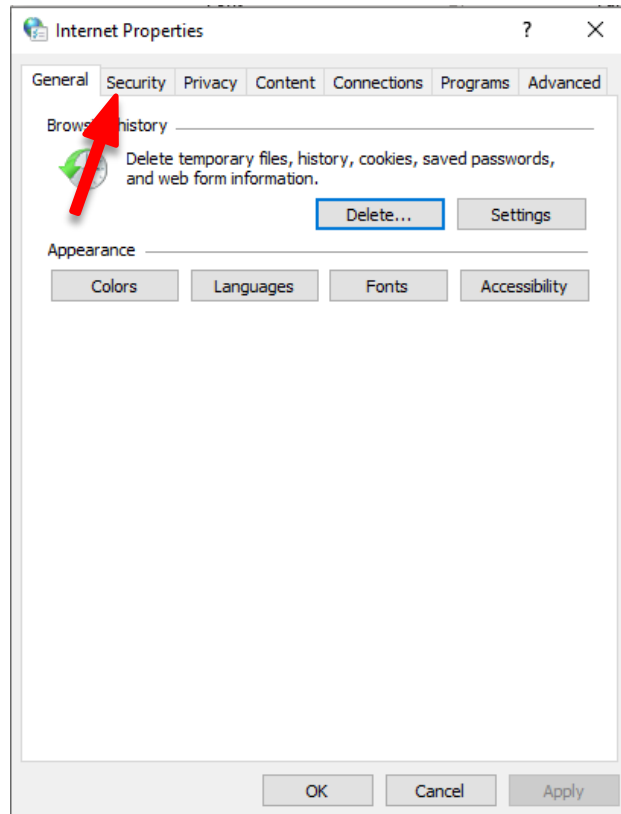 Internet Properties ?
General Security Privacy Content Connections Programs Advanced
history
Delete temporary files, history, cookies, saved passwords,
and web form information.
Delete... Settings
Appearance
Colors Languages Fonts Accessibility
OK Cancel Apply